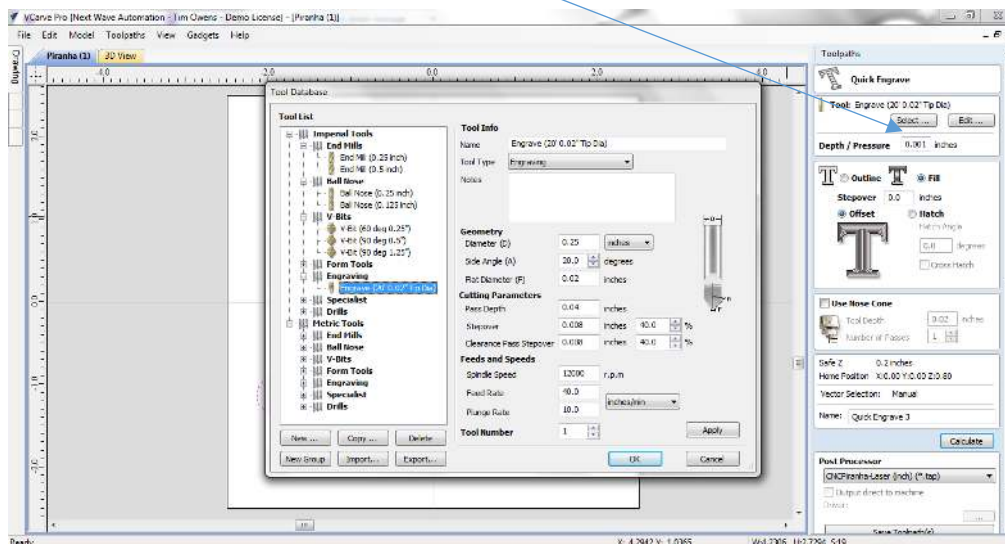 VCarve Pro [Next Wave Automation - Tim Owens - Demo License] - [Piranha (1)]
File Edit Model Toolpaths View Gadgets Help
Drawing
Piranha (1) 3D View
Tool Database
Tool List
Imperial Tools
End Mills
End Mill (0.25 inch)
End Mill (0.5 inch)
Ball Nose
Ball Nose (0.25 inch)
Ball Nose (0.125 inch)
V-Bits
V-Bit (60 deg 0.25")
V-Bit (90 deg 0.5")
V-Bit (90 deg 1.25")
Form Tools
Engraving
Engrave (20° 0.02" Tip Dia)
Specialist
Drills
Metric Tools
End Mills
Ball Nose
V-Bits
Form Tools
Engraving
Specialist
Drills
New ... Copy ... Delete
New Group Import... Export...
Tool Info
Name Engrave (20° 0.02" Tip Dia)
Tool Type Engraving
Notes
Geometry
Diameter (D) 0.25 inches
Side Angle (A) 20.0 degrees
Flat Diameter (F) 0.02 inches
Cutting Parameters
Pass Depth 0.04 inches
Stepover 0.008 inches 40.0 %
Clearance Pass Stepover 0.008 inches 40.0 %
Feeds and Speeds
Spindle Speed 12000 r.p.m
Feed Rate 40.0 inches/min
Plunge Rate 10.0
Tool Number 1 Apply
OK Cancel
Toolpaths
Quick Engrave
Tool: Engrave (20° 0.02" Tip Dia)
Select ... Edit ...
Depth / Pressure 0.001 inches
Outline Fill
Stepover 0.0 inches
Offset Hatch
Hatch Angle
0.0 degrees
Cross Hatch
Use Nose Cone
Tool Depth 0.02 inches
Number of Passes 1
Safe Z 0.2 inches
Home Position X:0.00 Y:0.00 Z:0.80
Vector Selection: Manual
Name: Quick Engrave 3
Calculate
Post Processor
CNCPiranha-Laser (inch) (*.tap)
Output direct to machine
Driver:
...
Save Toolpath(s)
Ready